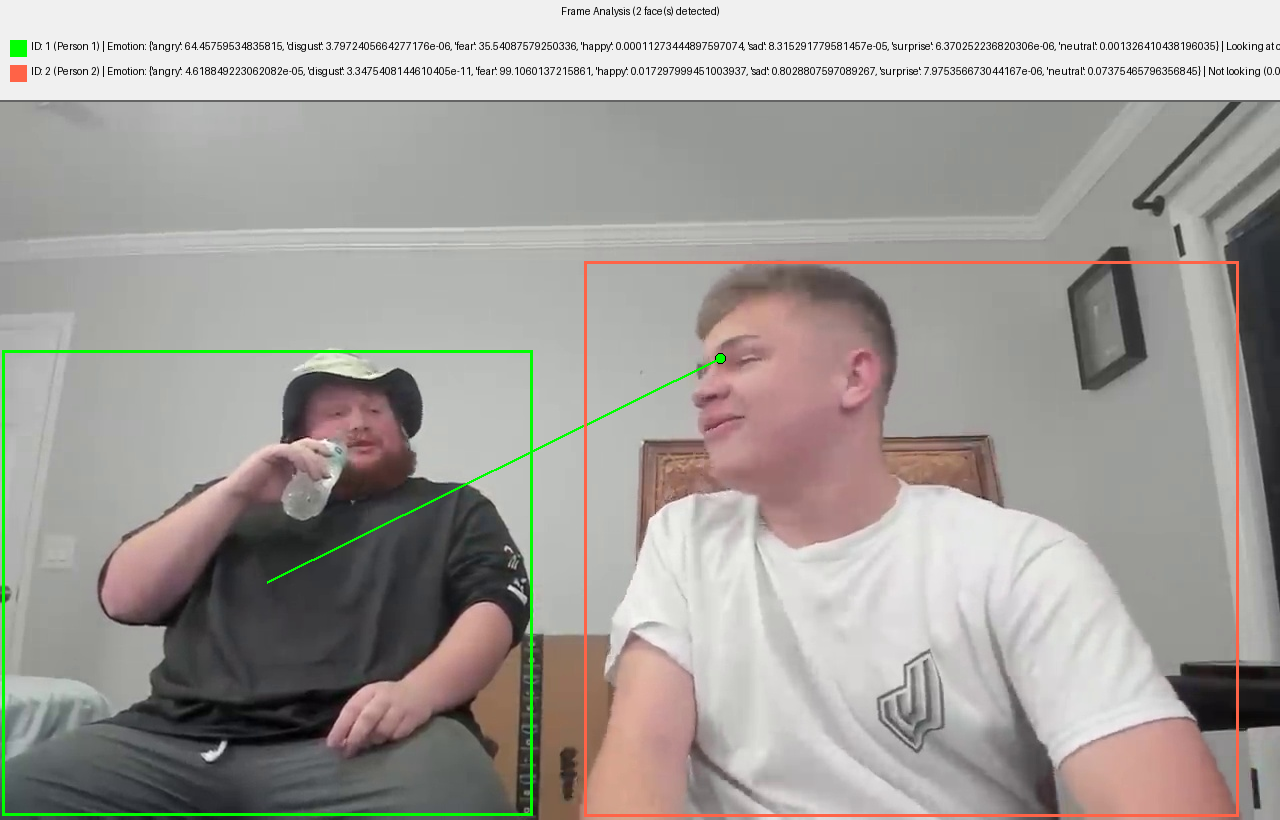 Frame Analysis (2 face(s) detected)
ID: 1 (Person 1) | Emotion: {'angry': 64.45759534835815, 'disgust': 3.7972405664277176e-06, 'fear': 35.54087579250336, 'happy': 0.00011273444897597074, 'sad': 8.315291779581457e-05, 'surprise': 6.370252236820306e-06, 'neutral': 0.001326410438196035} | Looking at
ID: 2 (Person 2) | Emotion: {'angry': 4.618849223062082e-05, 'disgust': 3.3475408144610405e-11, 'fear': 99.1060137215861, 'happy': 0.017297999451003937, 'sad': 0.8028807597089267, 'surprise': 7.975356673044167e-06, 'neutral': 0.07375465796356845} | Not looking (0.0